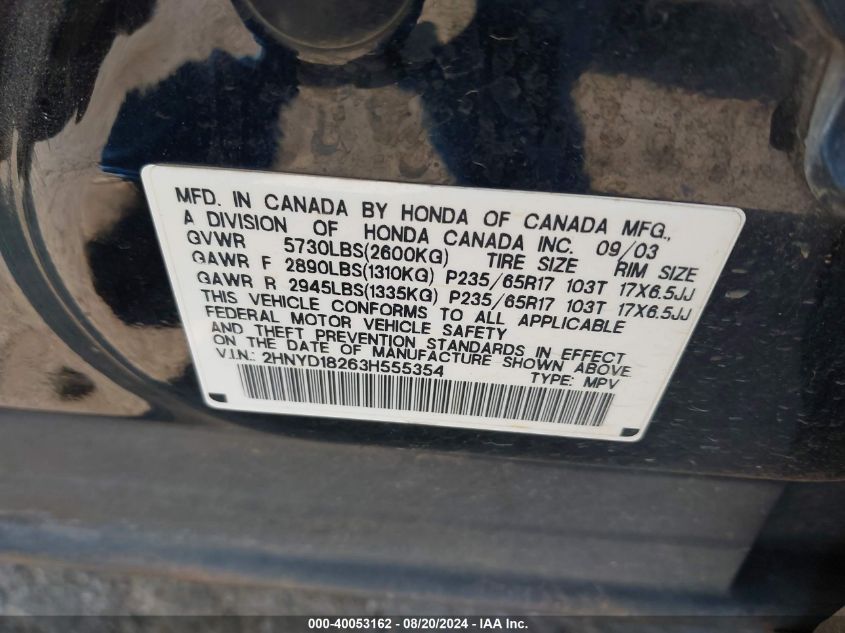 MFD. IN CANADA BY HONDA OF CANADA MFG.,
A DIVISION OF HONDA CANADA INC. 09/03
GVWR 5730LBS(2600KG) TIRE SIZE RIM SIZE
GAWR F 2890LBS(1310KG) P235/65R17 103T 17X6.5JJ
GAWR R 2945LBS(1335KG) P235/65R17 103T 17X6.5JJ
THIS VEHICLE CONFORMS TO ALL APPLICABLE
FEDERAL MOTOR VEHICLE SAFETY
AND THEFT PREVENTION STANDARDS IN EFFECT
ON THE DATE OF MANUFACTURE SHOWN ABOVE.
V.I.N.: 2HNYD18263H555354 TYPE: MPV
000-40053162 - 08/20/2024 - IAA Inc.